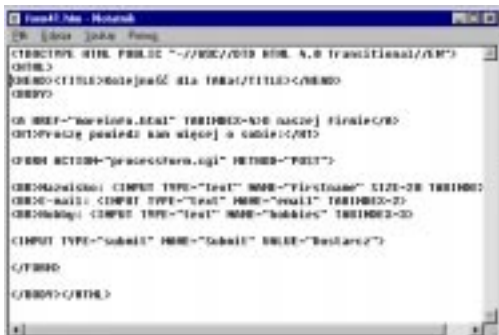 form41.htm - Notatnik
Plik Edycja Szukaj Pomoc
<!DOCTYPE HTML PUBLIC "-//W3C//DTD HTML 4.0 Transitional//EN">
<HTML>
<HEAD><TITLE>Kolejność dla TABa</TITLE></HEAD>
<BODY>
<A HREF="moreinfo.html" TABINDEX=4>O naszej firmie</A>
<H1>Proszę powiedz nam więcej o sobie:</H1>
<FORM ACTION="processform.cgi" METHOD="POST">
<BR>Nazwisko: <INPUT TYPE="text" NAME="firstname" SIZE=20 TABINDEX
<BR>E-mail: <INPUT TYPE="text" NAME="email" TABINDEX=2>
<BR>Hobby: <INPUT TYPE="text" NAME="hobbies" TABINDEX=3>
<INPUT TYPE="submit" NAME="Submit" VALUE="Dostarcz">
</FORM>
</BODY></HTML>